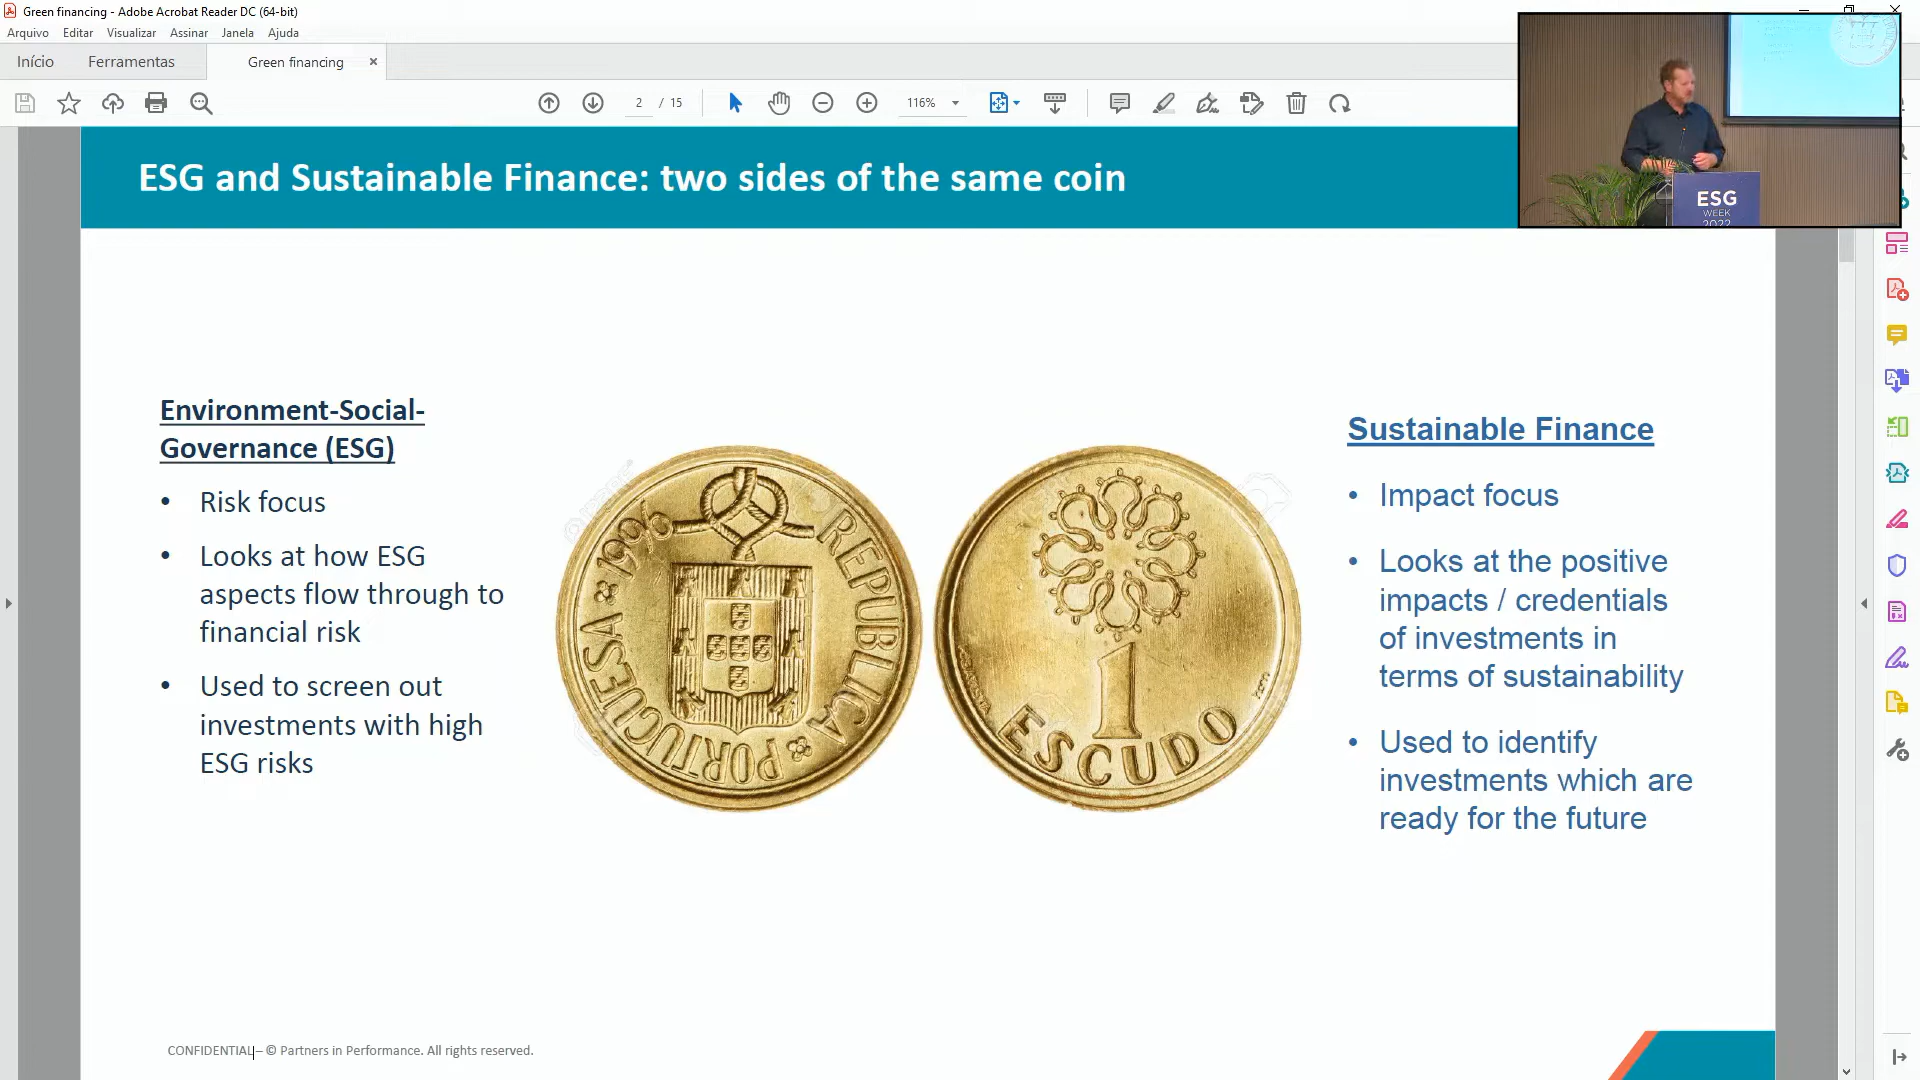 Green financing - Adobe Acrobat Reader DC (64-bit)
Arquivo Editar Visualizar Assinar Janela Ajuda
Início Ferramentas Green financing
2 / 15 116%
ESG and Sustainable Finance: two sides of the same coin
ESG
WEEK
2022
Environment-Social-
Governance (ESG)
• Risk focus
• Looks at how ESG
aspects flow through to
financial risk
• Used to screen out
investments with high
ESG risks
1996 REPUBLICA PORTUGUESA
1
ESCUDO
Sustainable Finance
• Impact focus
• Looks at the positive
impacts / credentials
of investments in
terms of sustainability
• Used to identify
investments which are
ready for the future
CONFIDENTIAL – © Partners in Performance. All rights reserved.